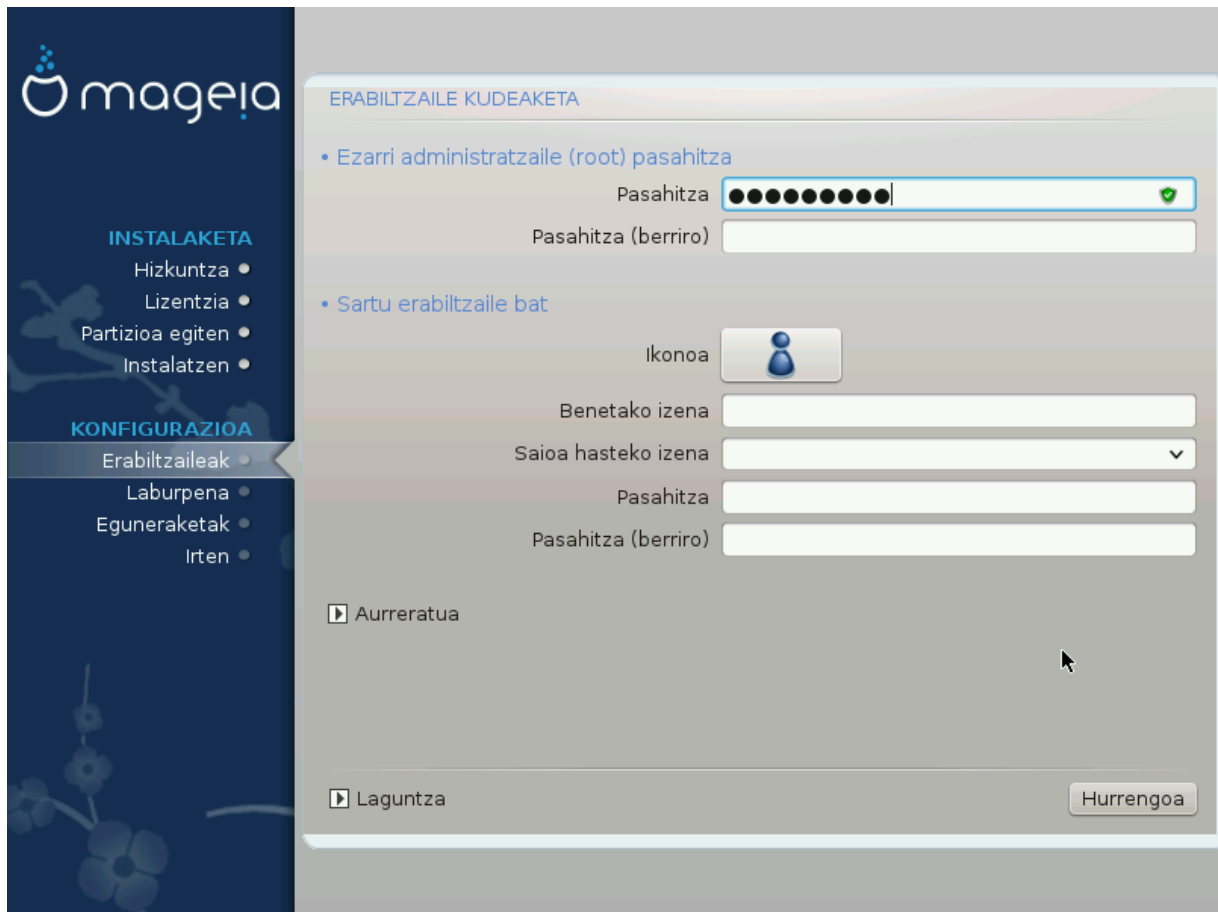 mageia
INSTALAKETA
Hizkuntza
Lizentzia
Partizioa egiten
Instalatzen
KONFIGURAZIOA
Erabiltzaileak
Laburpena
Eguneraketak
Irten
ERABILTZAILE KUDEAKETA
• Ezarri administratzaile (root) pasahitza
Pasahitza ●●●●●●●●●
Pasahitza (berriro)
• Sartu erabiltzaile bat
Ikonoa
Benetako izena
Saioa hasteko izena
Pasahitza
Pasahitza (berriro)
Aurreratua
Laguntza
Hurrengoa